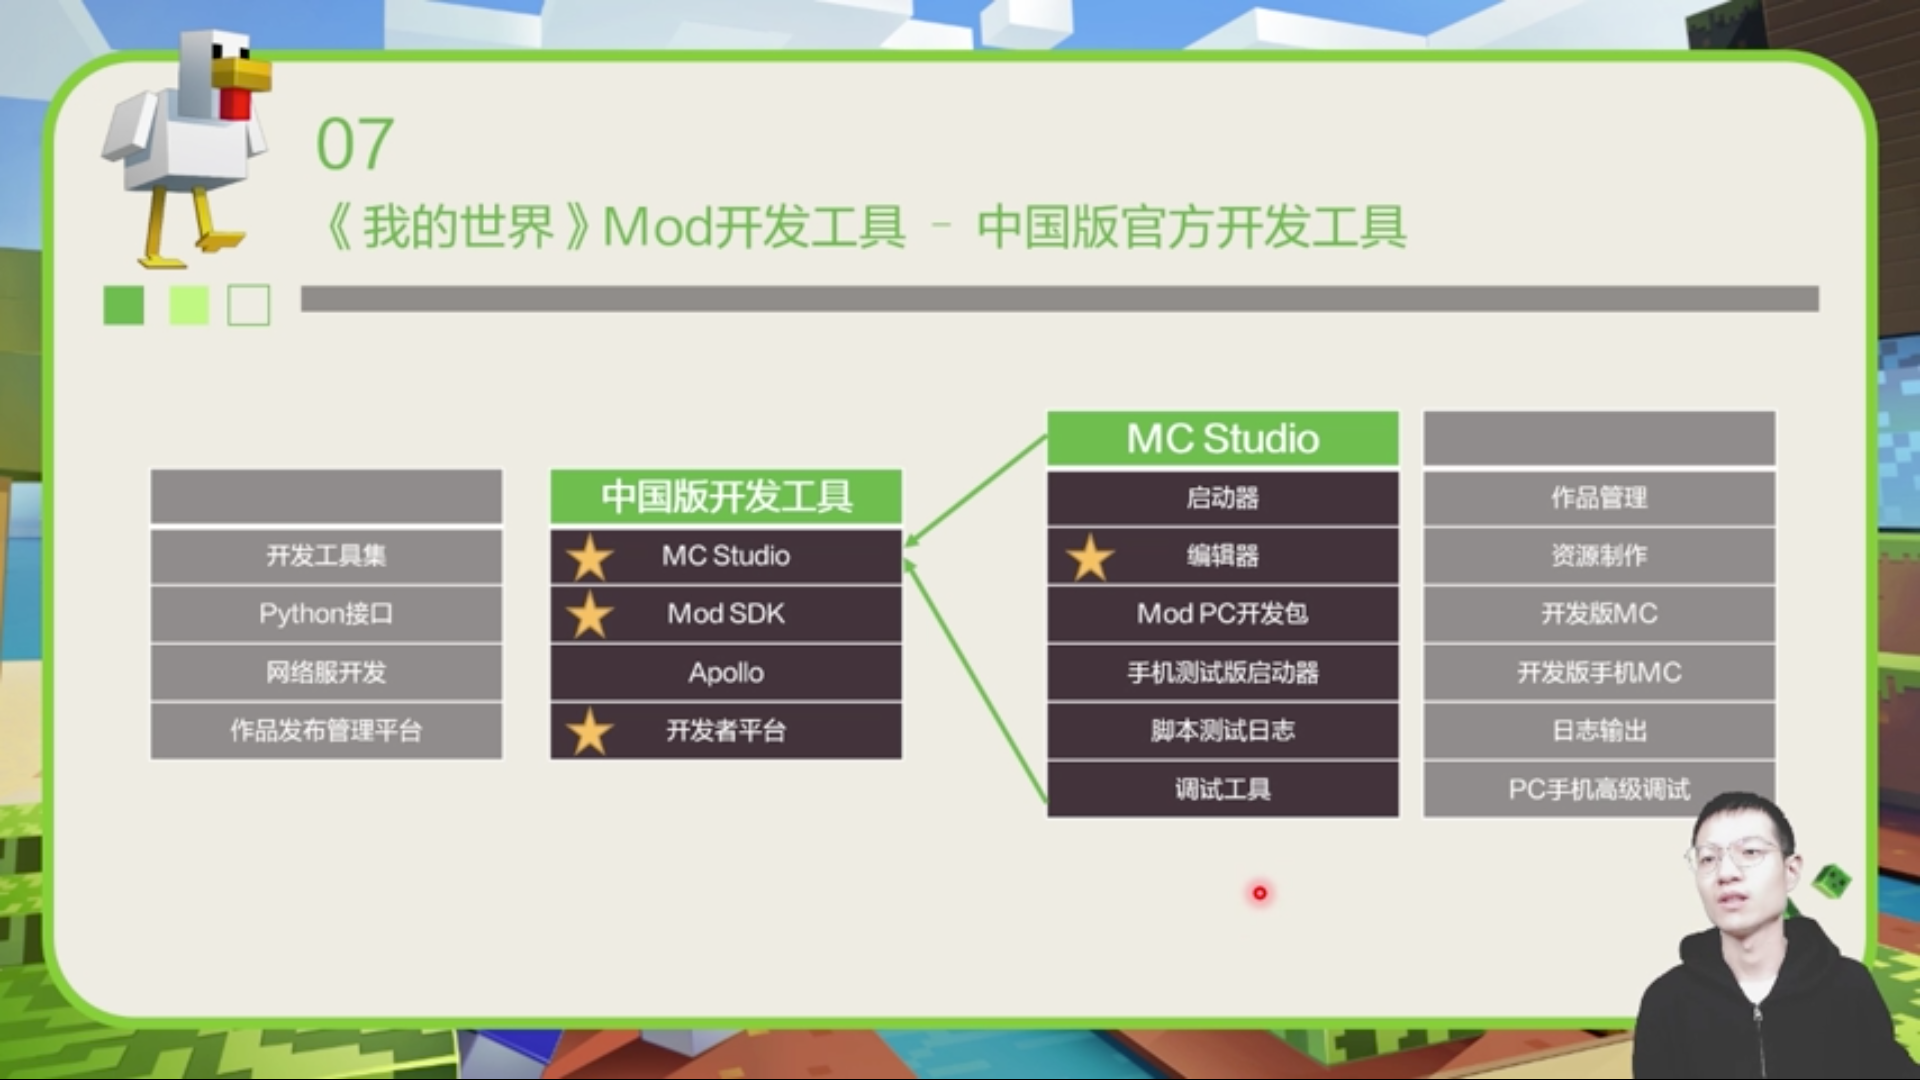 07
《我的世界》Mod开发工具 - 中国版官方开发工具
中国版开发工具
开发工具集 MC Studio
Python接口 Mod SDK
网络服开发 Apollo
作品发布管理平台 开发者平台
MC Studio
启动器 作品管理
编辑器 资源制作
Mod PC开发包 开发版MC
手机测试版启动器 开发版手机MC
脚本测试日志 日志输出
调试工具 PC手机高级调试